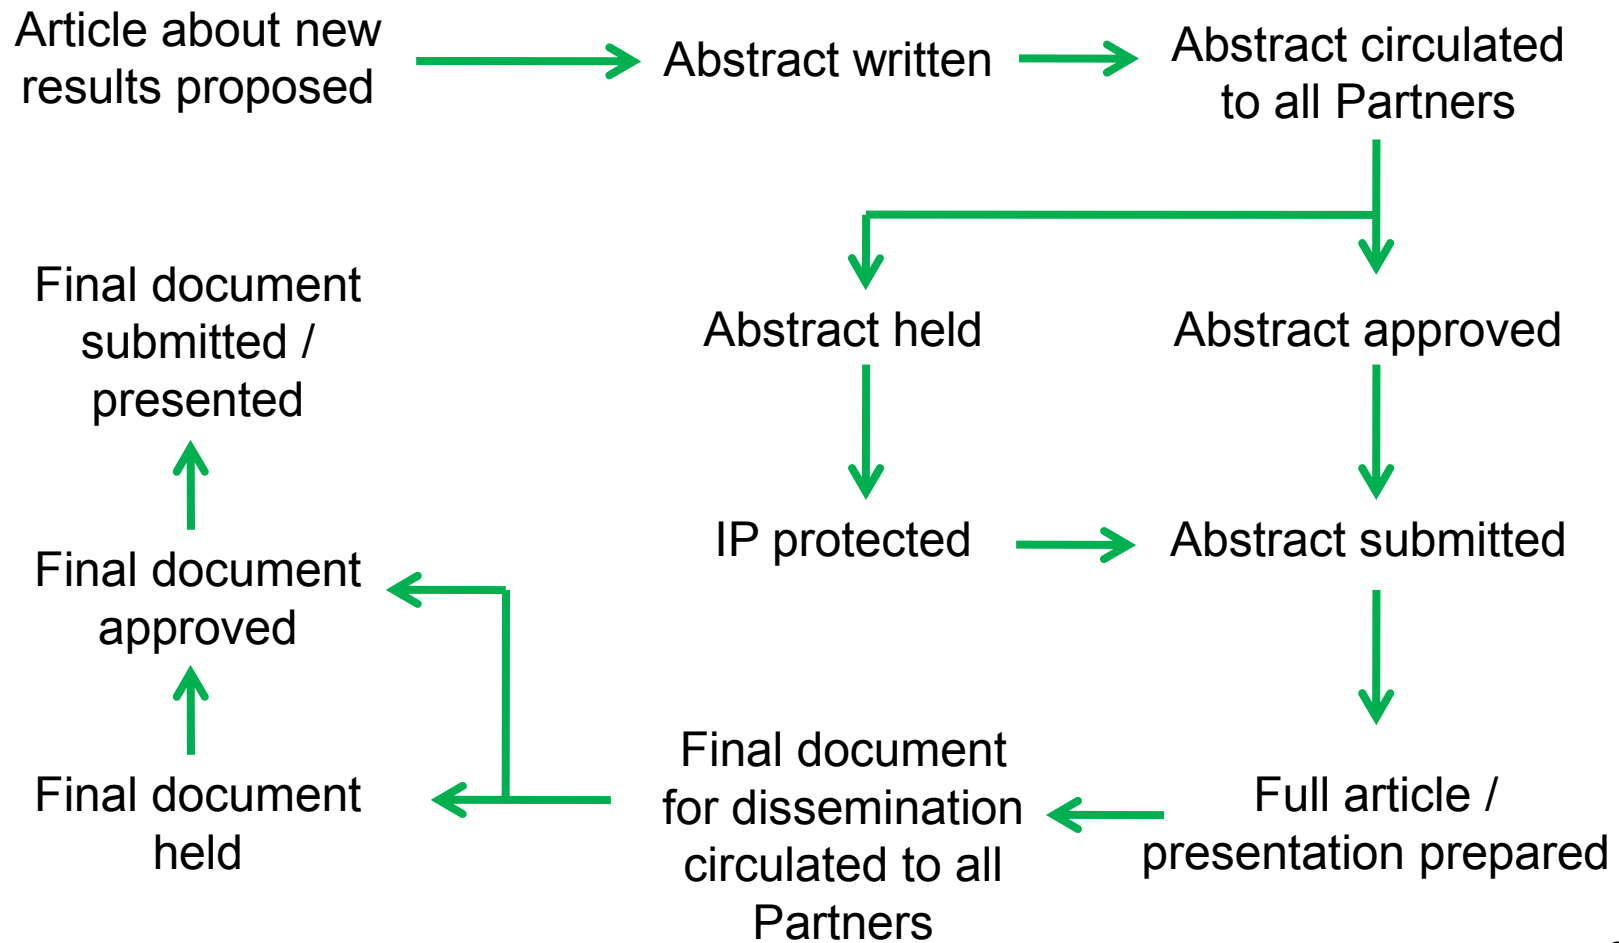 Article about new
results proposed
Abstract written
Abstract circulated
to all Partners
Abstract held
Abstract approved
IP protected
Abstract submitted
Full article /
presentation prepared
Final document
for dissemination
circulated to all
Partners
Final document
held
Final document
approved
Final document
submitted /
presented